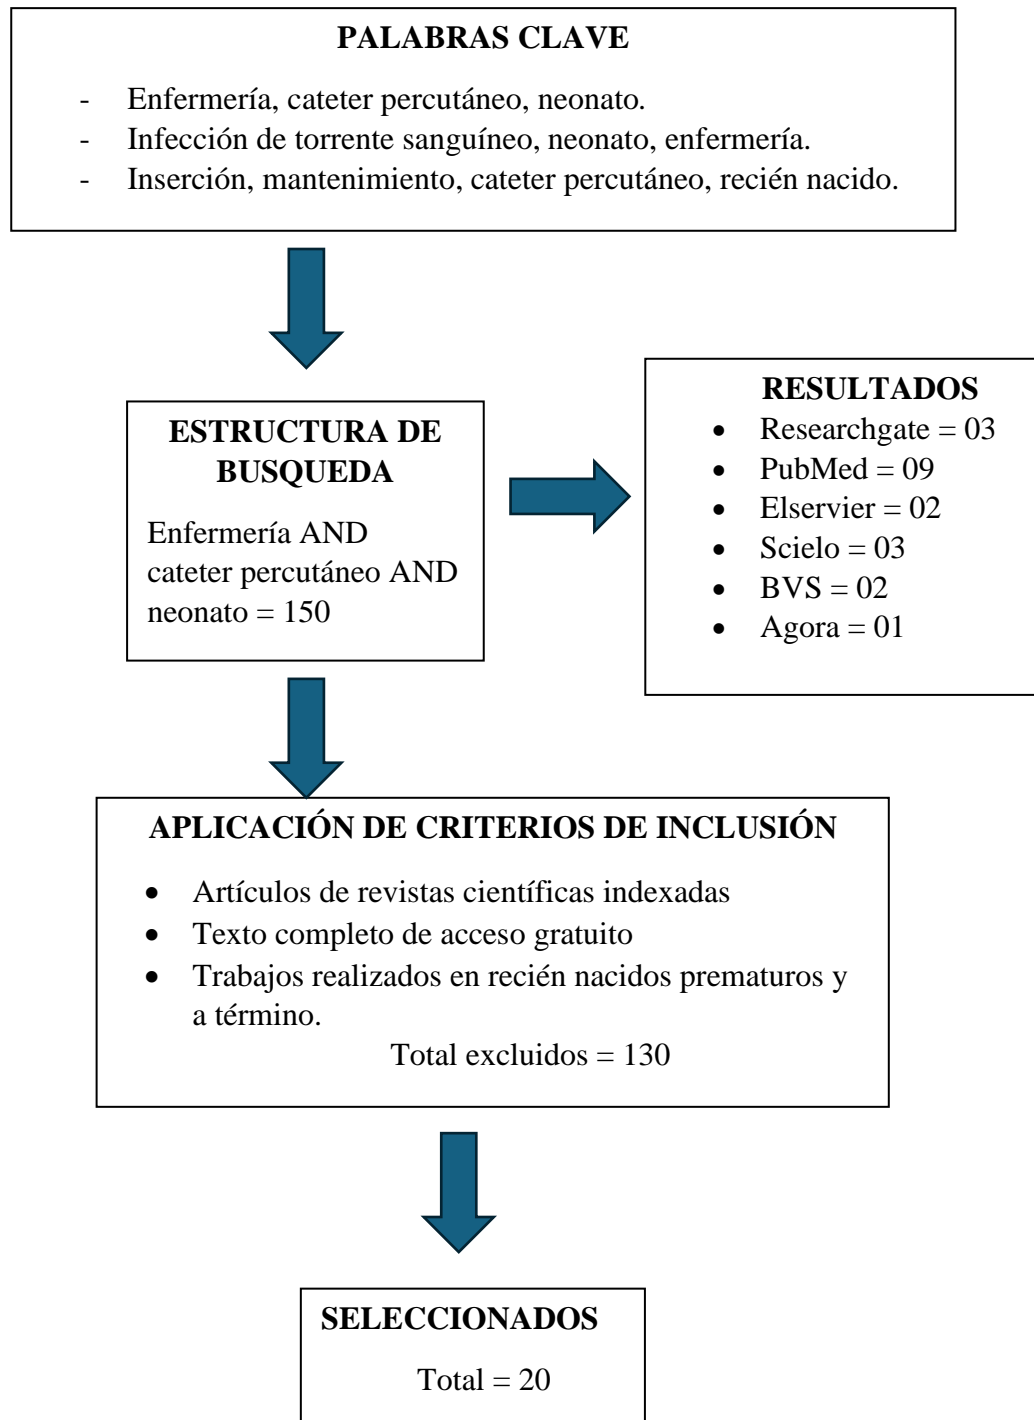 PALABRAS CLAVE
- Enfermería, cateter percutáneo, neonato.
- Infección de torrente sanguíneo, neonato, enfermería.
- Inserción, mantenimiento, cateter percutáneo, recién nacido.
ESTRUCTURA DE
BUSQUEDA
Enfermería AND
cateter percutáneo AND
neonato = 150
RESULTADOS
• Researchgate = 03
• PubMed = 09
• Elservier = 02
• Scielo = 03
• BVS = 02
• Agora = 01
APLICACIÓN DE CRITERIOS DE INCLUSIÓN
• Artículos de revistas científicas indexadas
• Texto completo de acceso gratuito
• Trabajos realizados en recién nacidos prematuros y
a término.
Total excluidos = 130
SELECCIONADOS
Total = 20